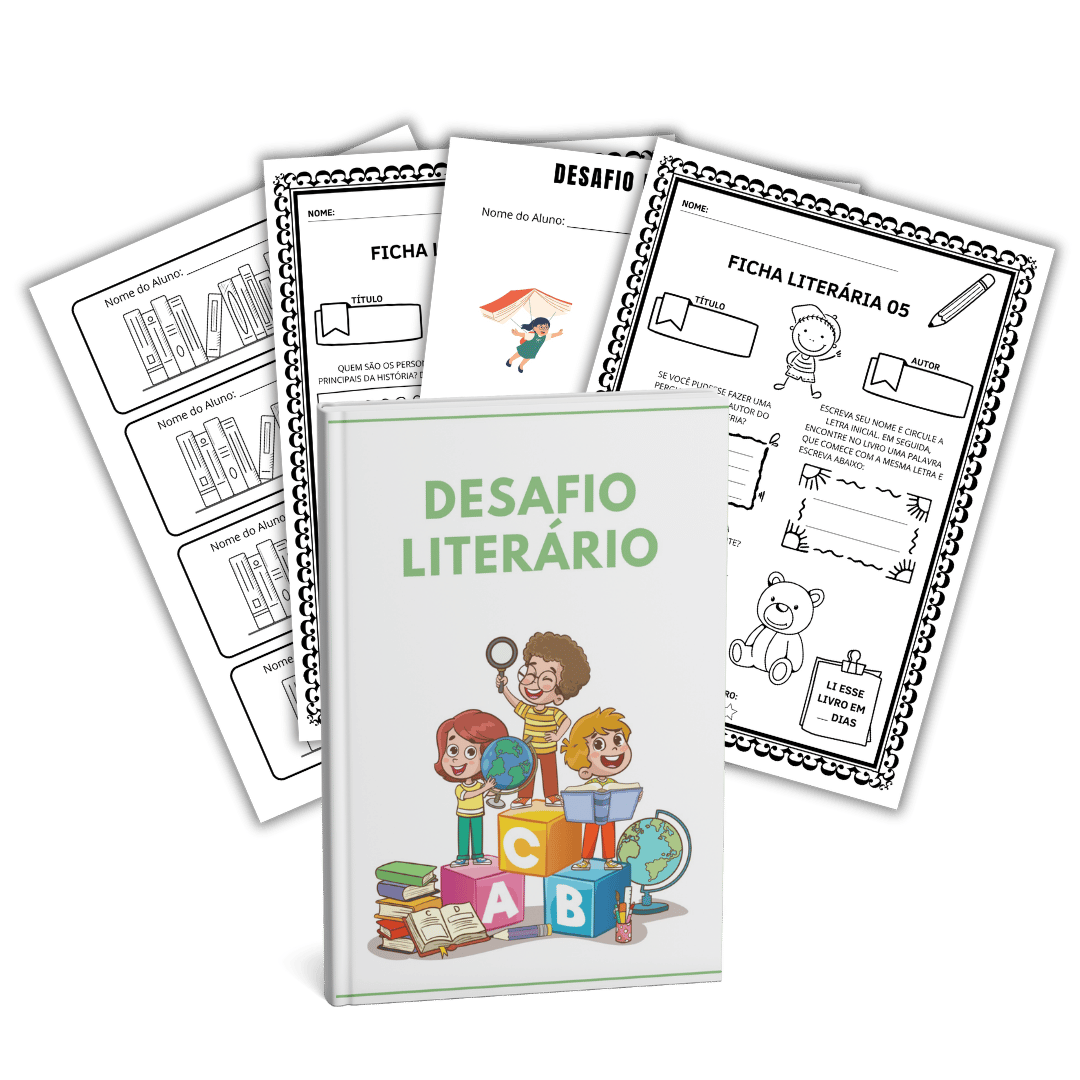 Nome do Aluno:
Nome do Aluno:
Nome do Aluno
Nome
NOME:
FICHA
TÍTULO
QUEM SÃO OS
PRINCIPAIS DA HISTÓRIA?
DESAFIO
Nome do Aluno:
NOME:
FICHA LITERÁRIA 05
TÍTULO
AUTOR
SE VOCÊ PUDESSE FAZER UMA
AUTOR DO
ESCREVA SEU NOME E CIRCULE A
LETRA INICIAL. EM SEGUIDA,
ENCONTRE NO LIVRO UMA PALAVRA
QUE COMECE COM A MESMA LETRA E
ESCREVA ABAIXO:
LI ESSE
LIVRO EM
__ DIAS
DESAFIO
LITERÁRIO
C
A
B
C D